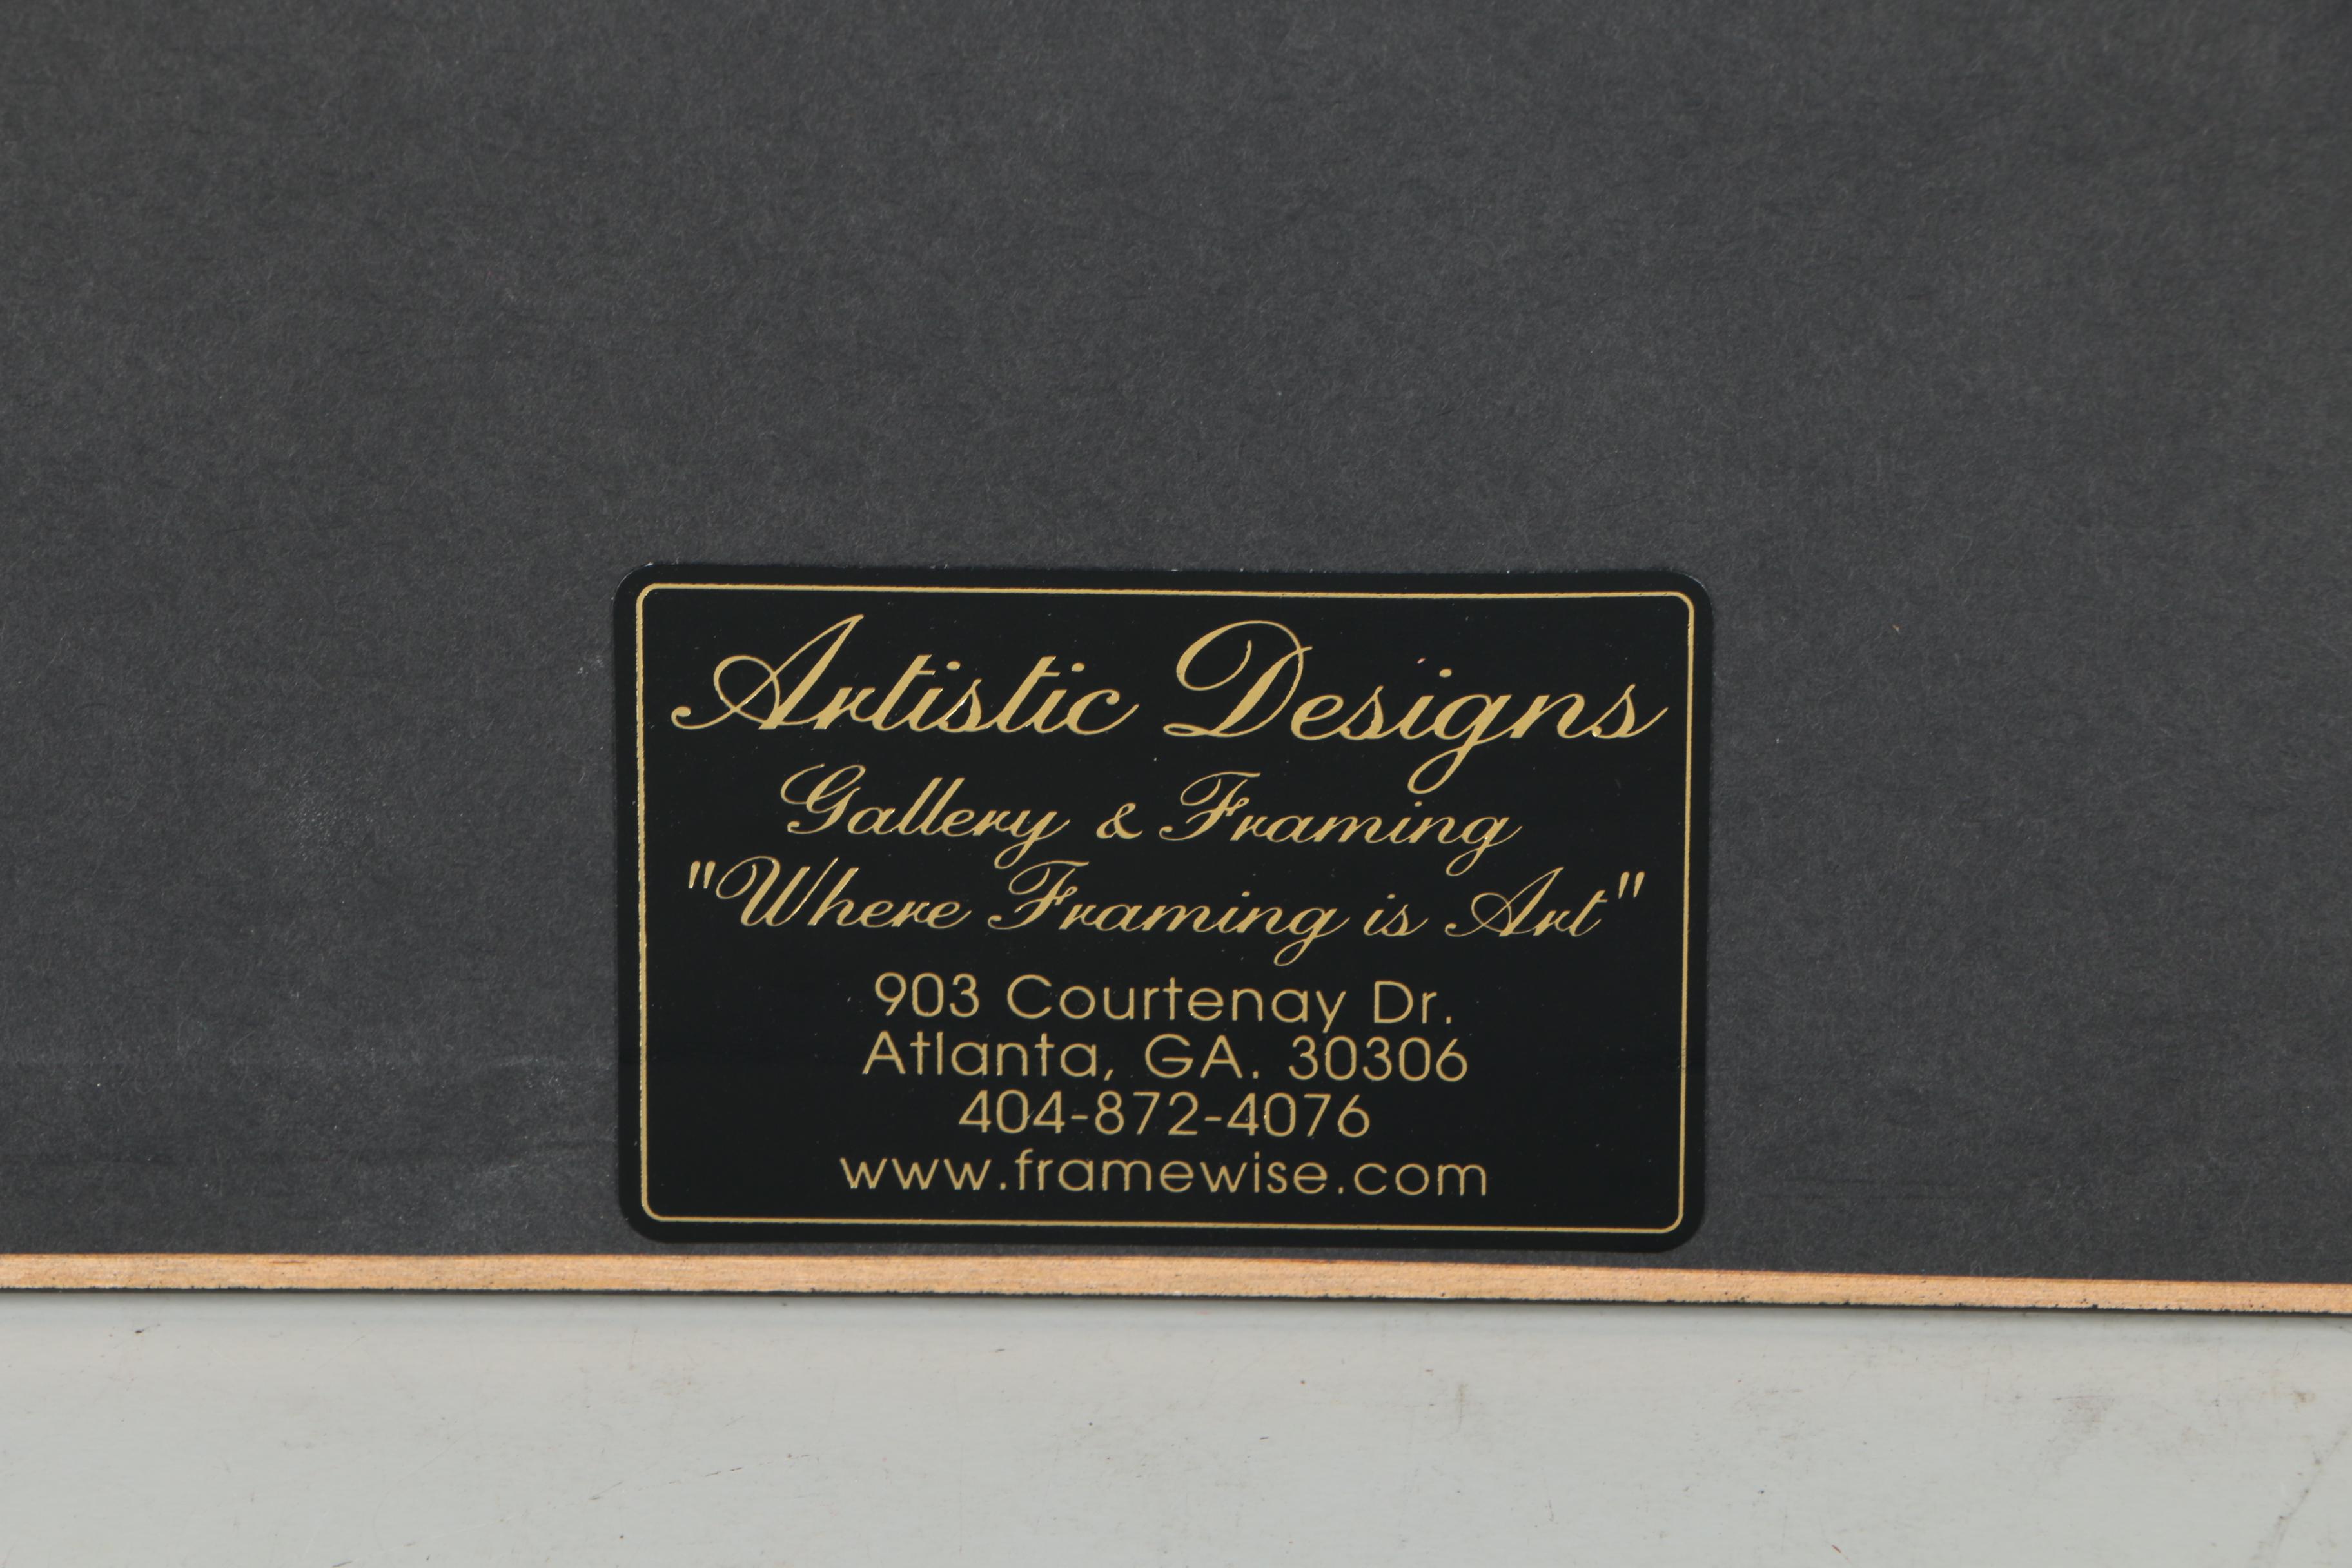 Artistic Designs
Gallery & Framing
"Where Framing is Art"
903 Courtenay Dr.
Atlanta, GA. 30306
404-872-4076
www.framewise.com